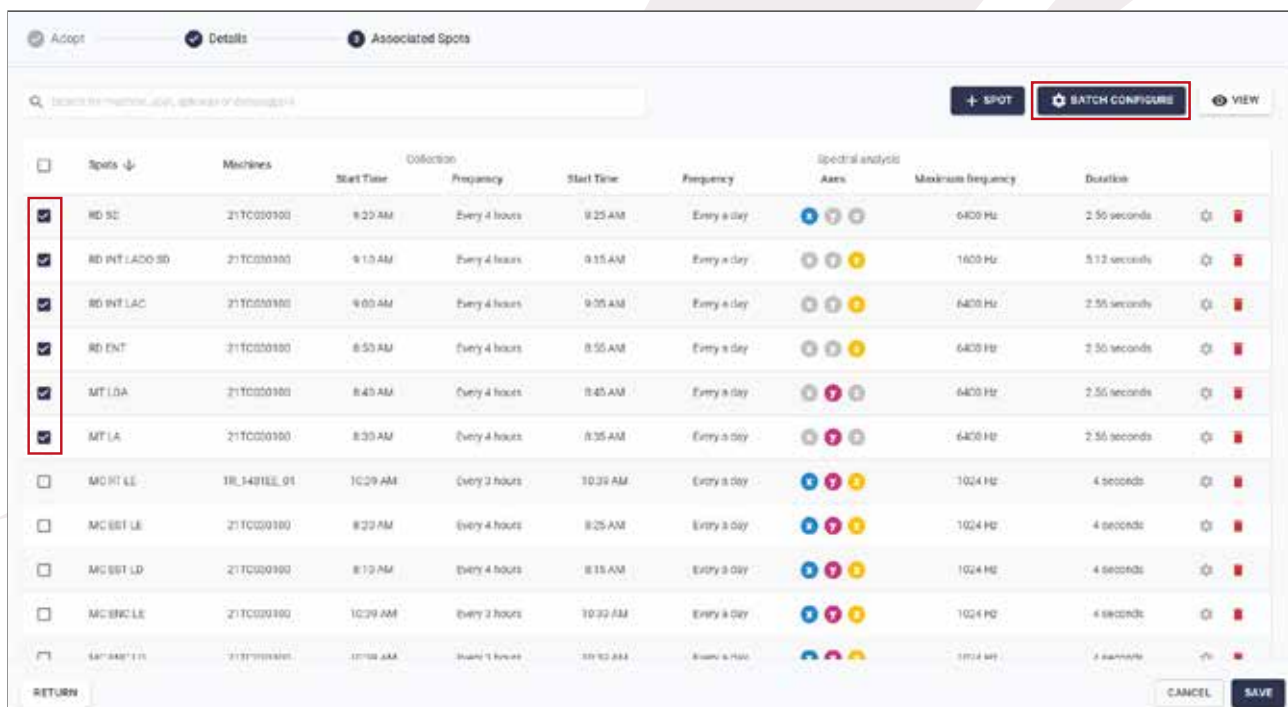 Adopt Details 3 Associated Spots
+ SPOT BATCH CONFIGURE VIEW
Collection Spectral analysis
Spots Machines Start Time Frequency Start Time Frequency Axes Maximum frequency Duration
RD 21TC020100 9:20 AM Every 4 hours 9:25 AM Every a day X Y 6400 Hz 2.56 seconds
RD INT LADO SD 21TC020100 9:10 AM Every 4 hours 9:15 AM Every a day 1600 Hz 5.12 seconds
RD INT LAC 21TC020100 9:00 AM Every 4 hours 9:05 AM Every a day 6400 Hz 2.56 seconds
RD ENT 21TC020100 8:50 AM Every 4 hours 8:55 AM Every a day 6400 Hz 2.56 seconds
MT LOA 21TC020100 8:40 AM Every 4 hours 8:45 AM Every a day Y 6400 Hz 2.56 seconds
MT LA 21TC020100 8:30 AM Every 4 hours 8:35 AM Every a day Y 6400 Hz 2.56 seconds
MC LE 10:39 AM Every 3 hours 10:39 AM Every a day X Y 1024 Hz 4 seconds
MC EST LE 21TC020100 8:20 AM Every 4 hours 8:25 AM Every a day X Y 1024 Hz 4 seconds
MC EST LD 21TC020100 8:10 AM Every 4 hours 8:15 AM Every a day X Y 1024 Hz 4 seconds
MC ENC LE 21TC020100 10:39 AM Every 3 hours 10:39 AM Every a day X Y 1024 Hz 4 seconds
RETURN CANCEL SAVE